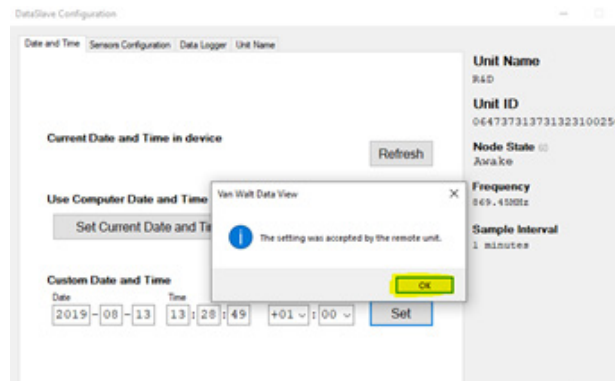 DataSlave Configuration
Date and Time Sensors Configuration Data Logger Unit Name
Current Date and Time in device
Refresh
Use Computer Date and Time
Set Current Date and Ti
Custom Date and Time
Date Time
2019 - 08 - 13 13 : 28 : 49 +01 : 00 Set
Van Walt Data View
The setting was accepted by the remote unit.
OK
Unit Name
R&D
Unit ID
Node State
Awake
Frequency
869.45MHz
Sample Interval
1 minutes